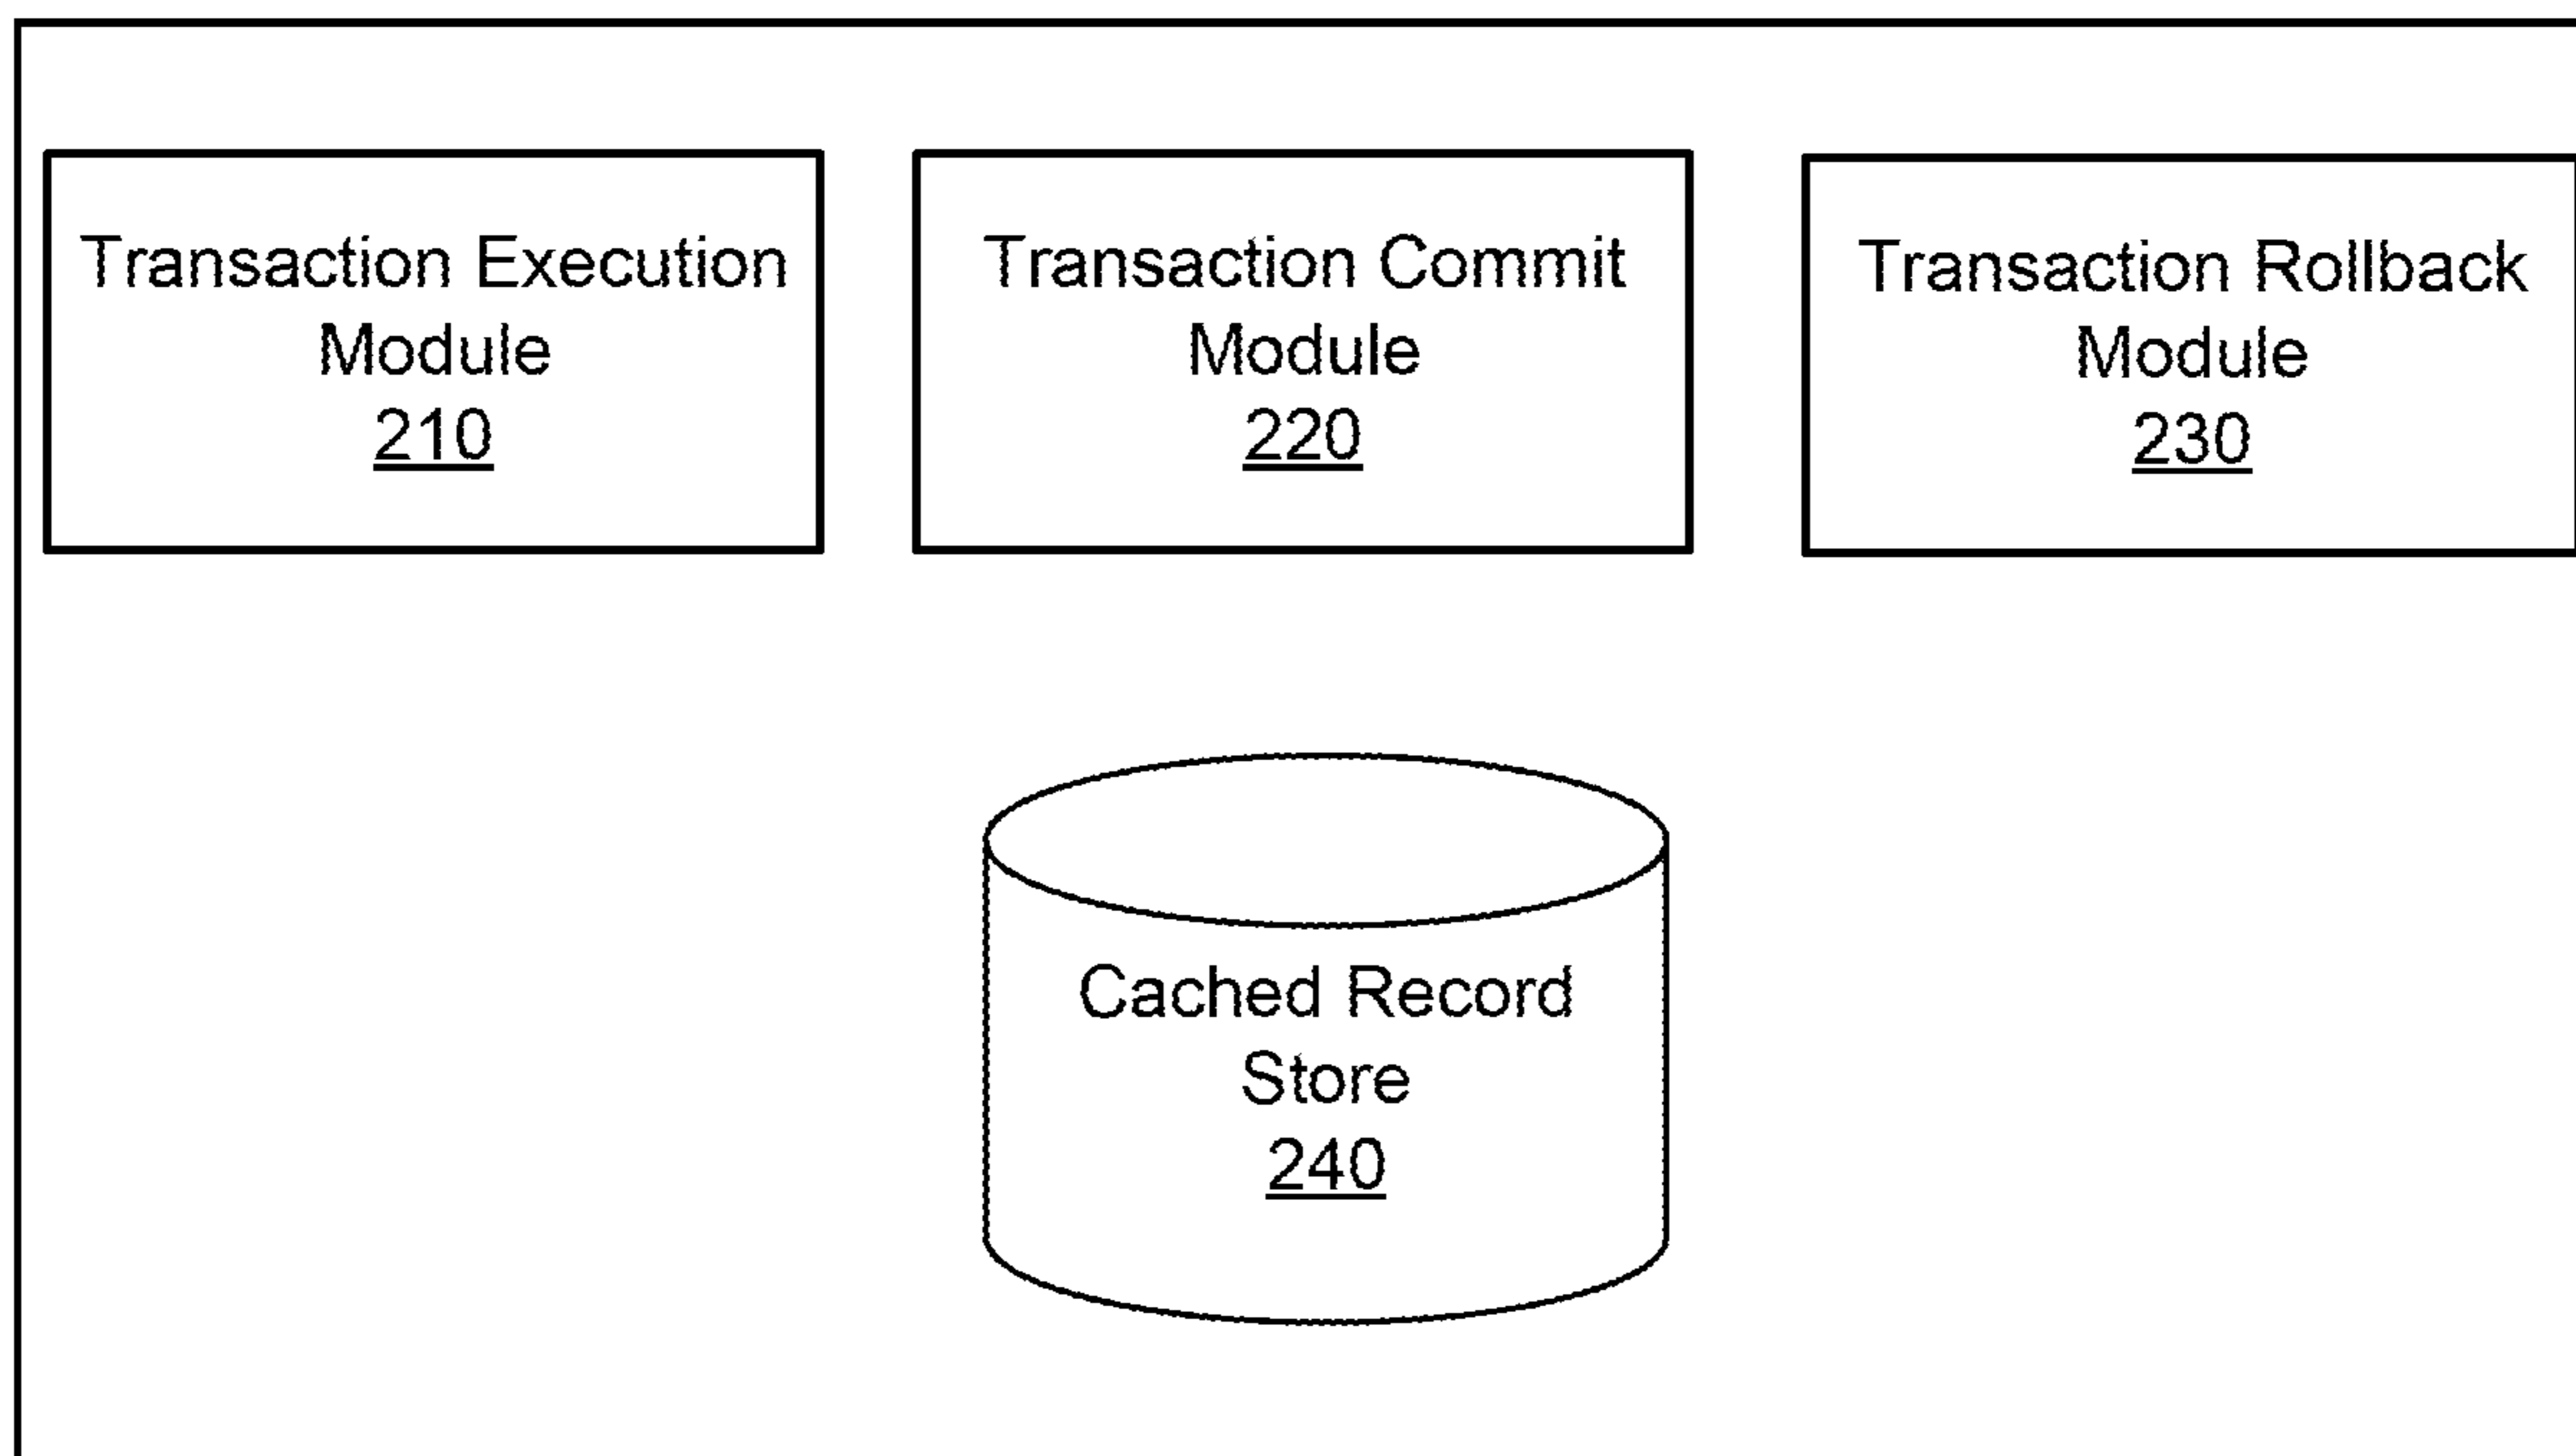 Transaction Execution
Module
210
Transaction Commit
Module
220
Transaction Rollback
Module
230
Cached Record
Store
240